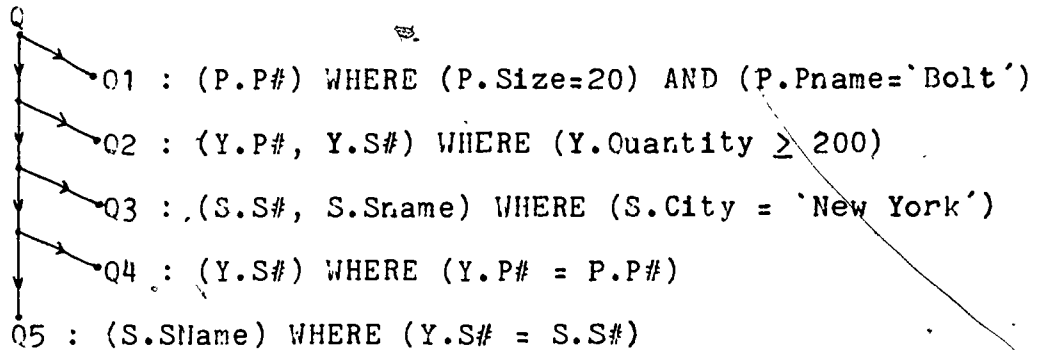 Q
Q1 : (P.P#) WHERE (P.Size=20) AND (P.Pname=`Bolt´)
Q2 : (Y.P#, Y.S#) WHERE (Y.Quantity ≥ 200)
Q3 : (S.S#, S.Sname) WHERE (S.City = `New York´)
Q4 : (Y.S#) WHERE (Y.P# = P.P#)
Q5 : (S.SName) WHERE (Y.S# = S.S#)